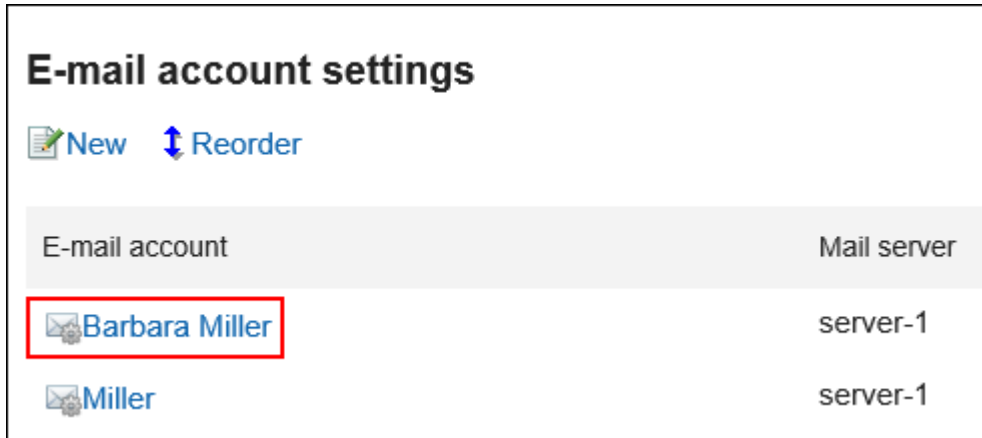 E-mail account settings
New Reorder
E-mail account Mail server
Barbara Miller server-1
Miller server-1